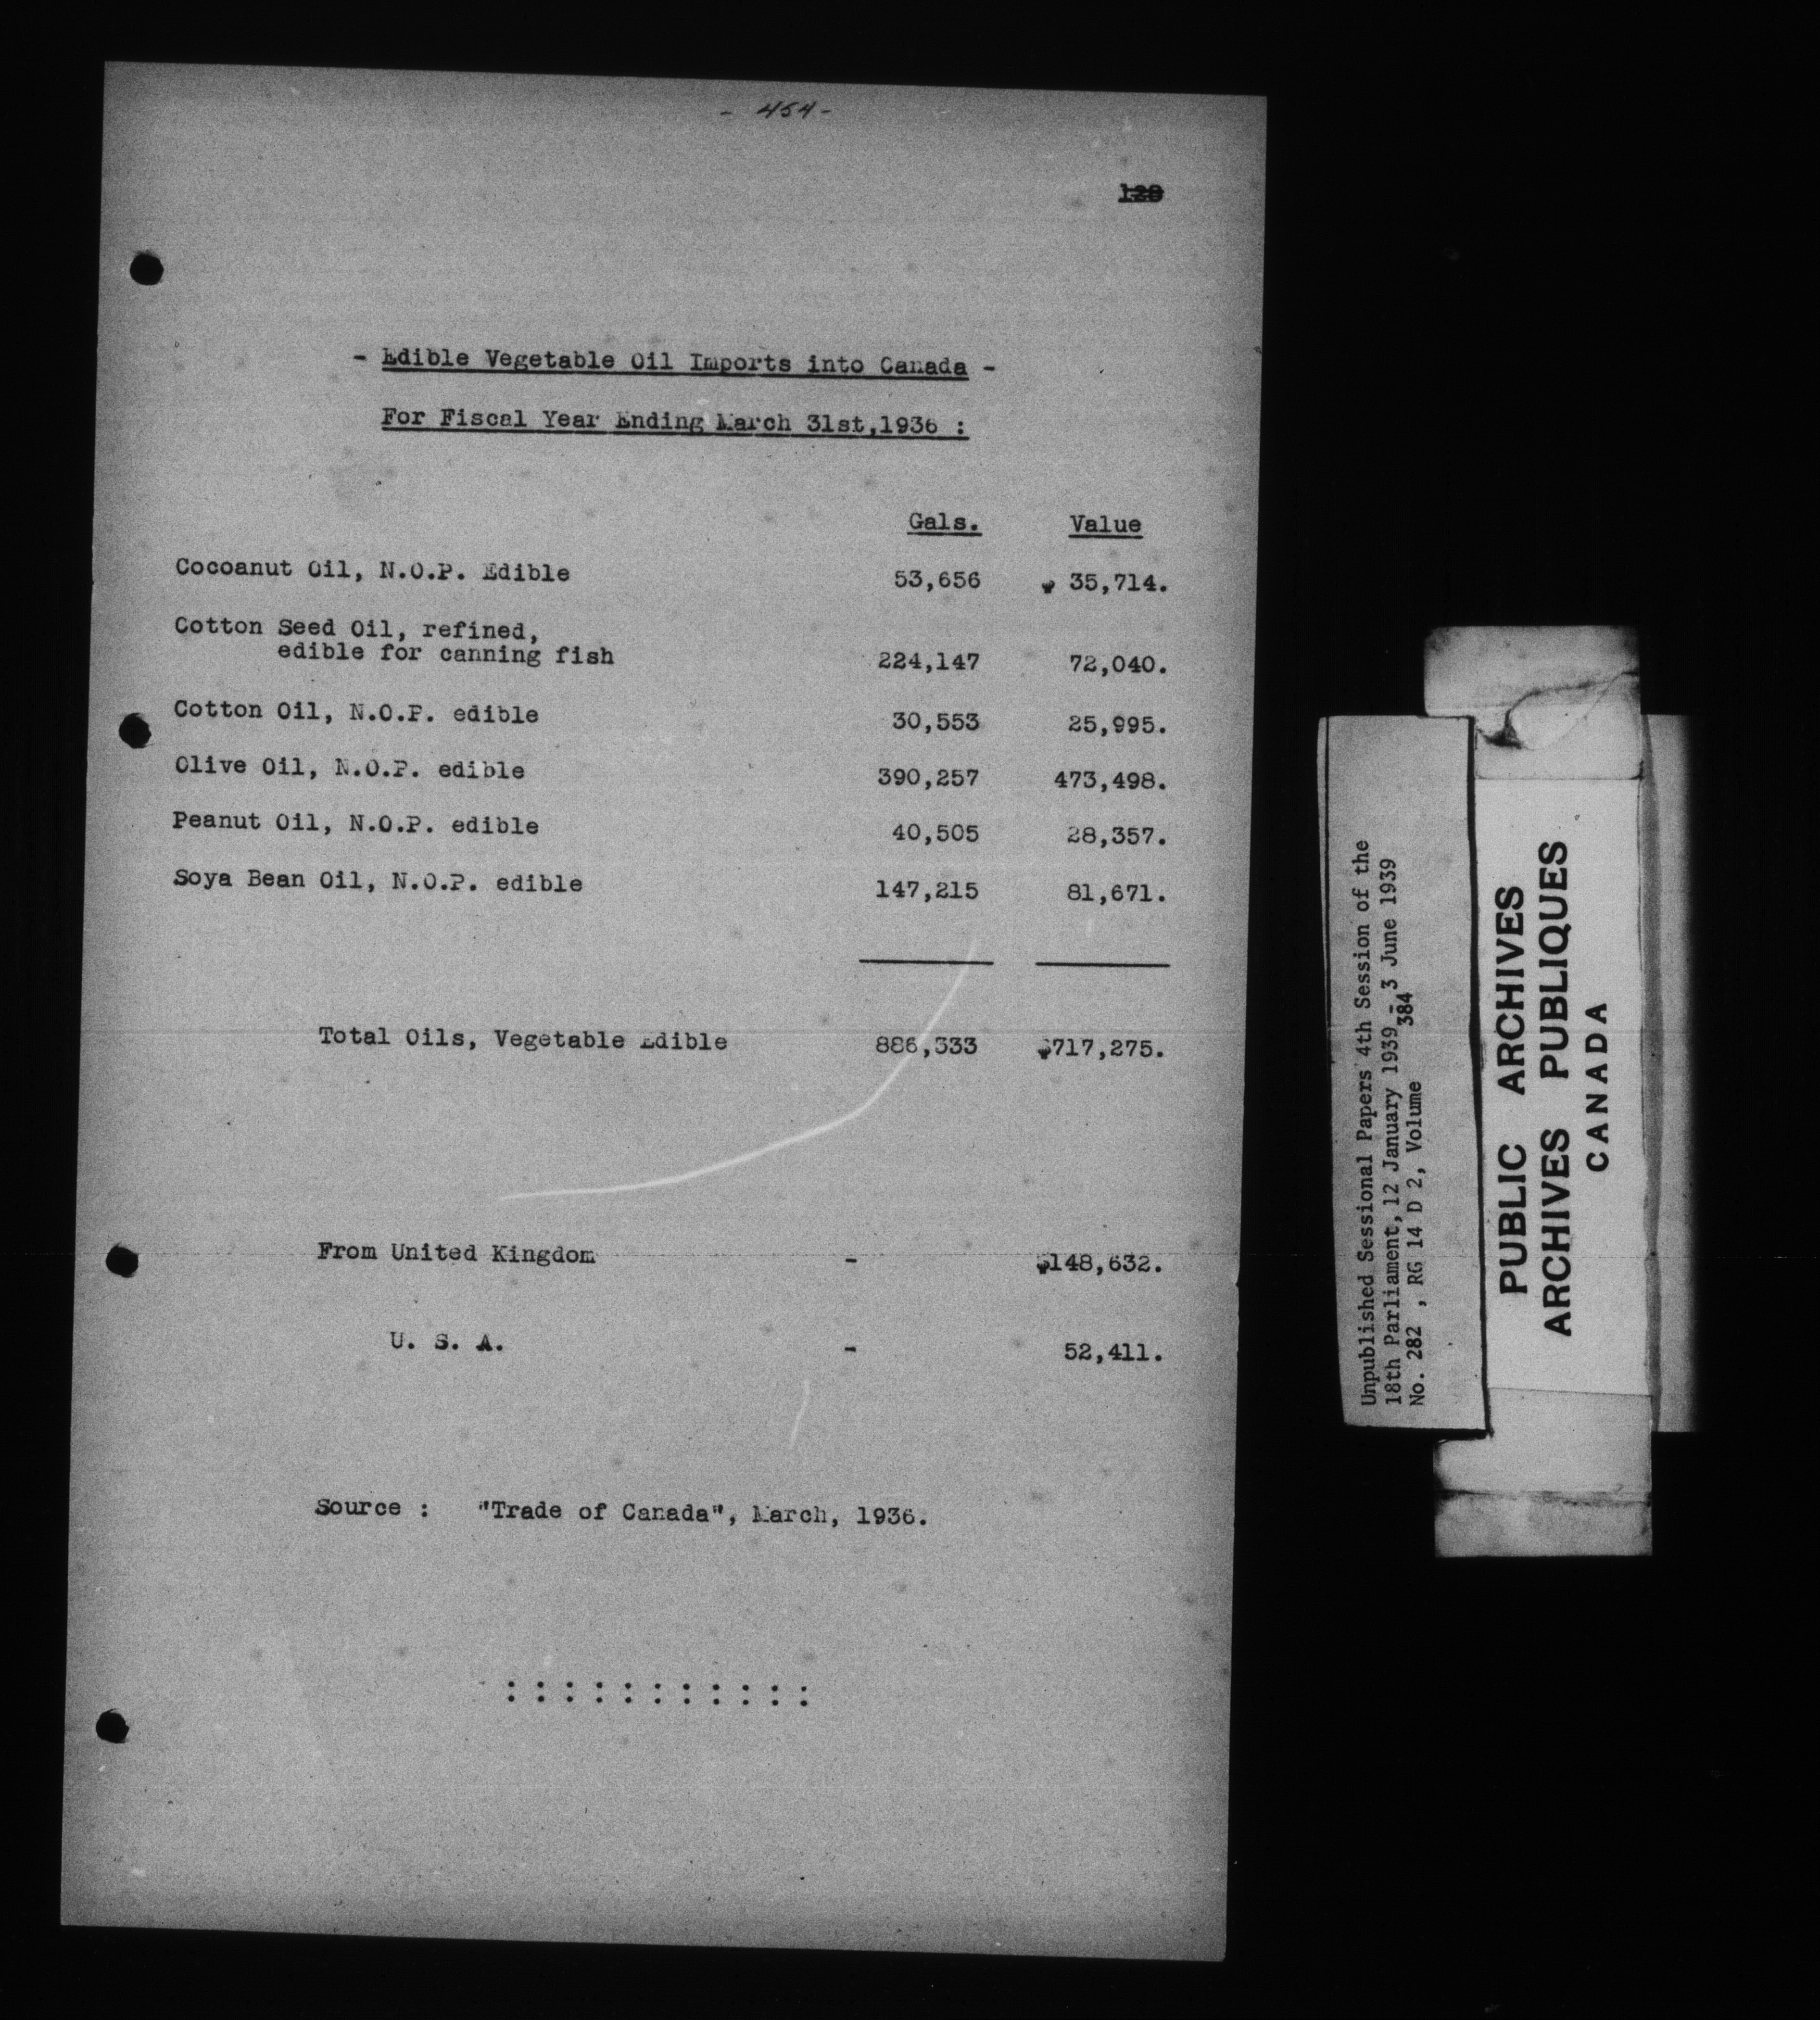 - 454 -
128
- Edible Vegetable Oil Imports into Canada -
For Fiscal Year Ending March 31st,1936 :
Gals. Value
Cocoanut Oil, N.O.P. Edible 53,656 $ 35,714.
Cotton Seed Oil, refined,
edible for canning fish 224,147 72,040.
Cotton Oil, N.O.P. edible 30,553 25,995.
Olive Oil, N.O.P. edible 390,257 473,498.
Peanut Oil, N.O.P. edible 40,505 28,357.
Soya Bean Oil, N.O.P. edible 147,215 81,671.
Total Oils, Vegetable Edible 886,333 $717,275.
From United Kingdom - $148,632.
U. S. A. - 52,411.
Source : "Trade of Canada", March, 1936.
: : : : : : : : : : :
Unpublished Sessional Papers 4th Session of the
18th Parliament, 12 January 1939 - 3 June 1939
No. 282 , RG 14 D 2, Volume 384
PUBLIC ARCHIVES
ARCHIVES PUBLIQUES
CANADA